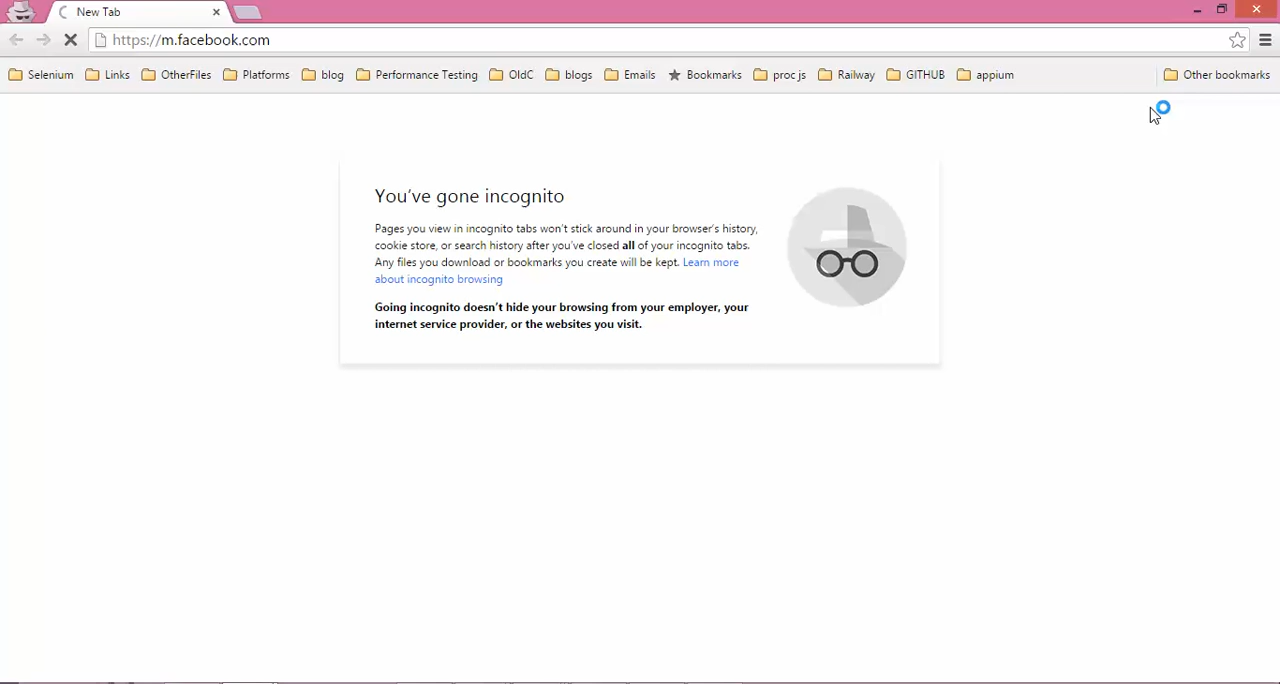 New Tab
https://m.facebook.com
Selenium Links OtherFiles Platforms blog Performance Testing OldC blogs Emails Bookmarks proc js Railway GITHUB appium Other bookmarks
You've gone incognito
Pages you view in incognito tabs won't stick around in your browser's history,
cookie store, or search history after you've closed all of your incognito tabs.
Any files you download or bookmarks you create will be kept. Learn more
about incognito browsing
Going incognito doesn't hide your browsing from your employer, your
internet service provider, or the websites you visit.